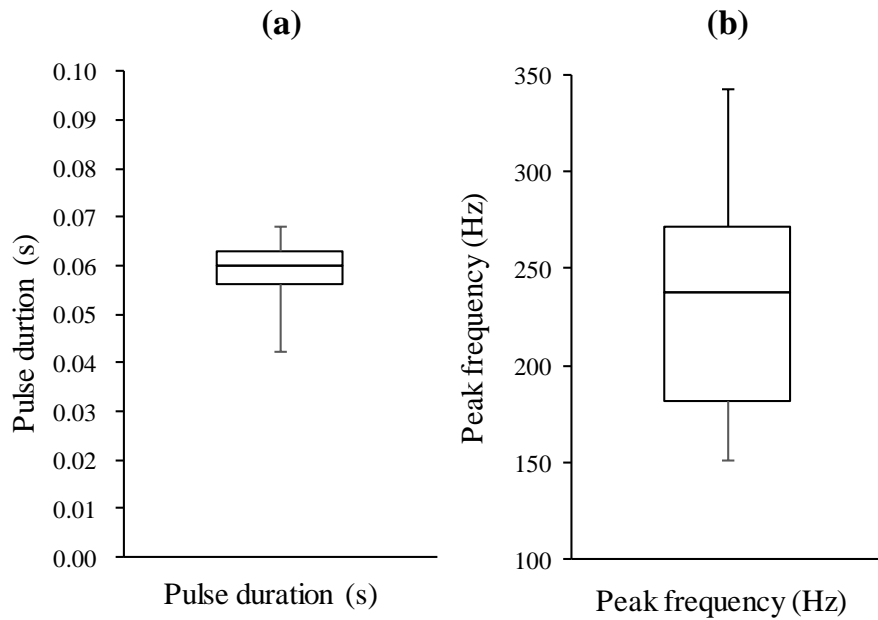 (a)
0.10
0.09
0.08
0.07
0.06
0.05
0.04
0.03
0.02
0.01
0.00
Pulse durtion (s)
Pulse duration (s)
(b)
350
300
250
200
150
100
Peak frequency (Hz)
Peak frequency (Hz)